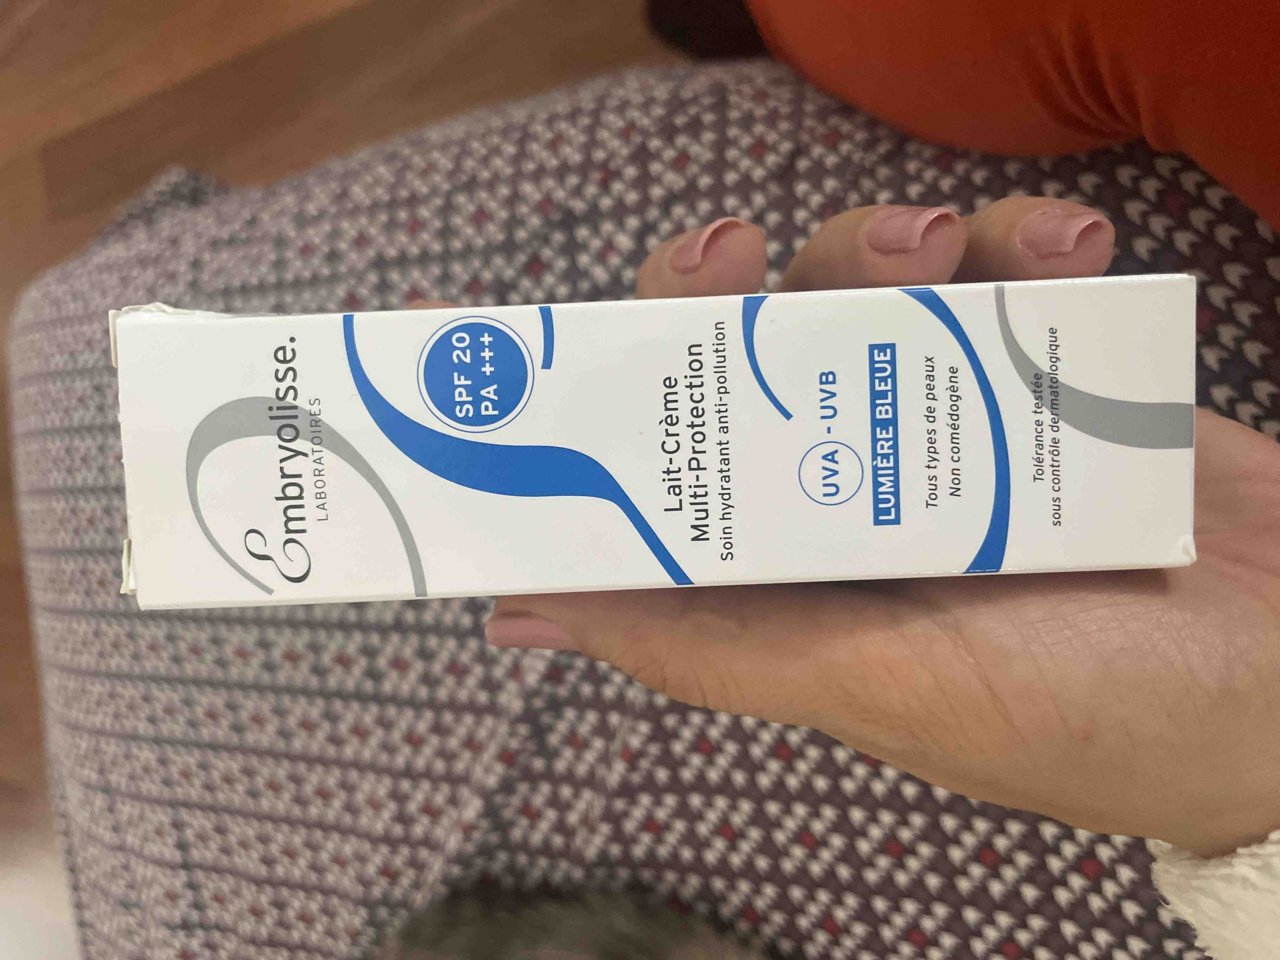 Embryolisse.
LABORATOIRES
SPF 20
PA +++
Lait-Crème
Multi-Protection
Soin hydratant anti-pollution
UVA - UVB
LUMIÈRE BLEUE
Tous types de peaux
Non comédogène
Tolérance testée
sous contrôle dermatologique